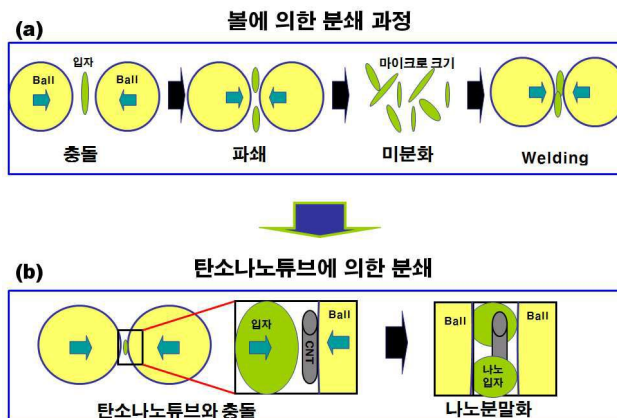 볼에 의한 분쇄 과정
(a)
Ball
입자
Ball
마이크로 크기
충돌
파쇄
미분화
Welding
탄소나노튜브에 의한 분쇄
(b)
입자
CNT
Ball
Ball
Ball
나노
입자
탄소나노튜브와 충돌
나노분말화